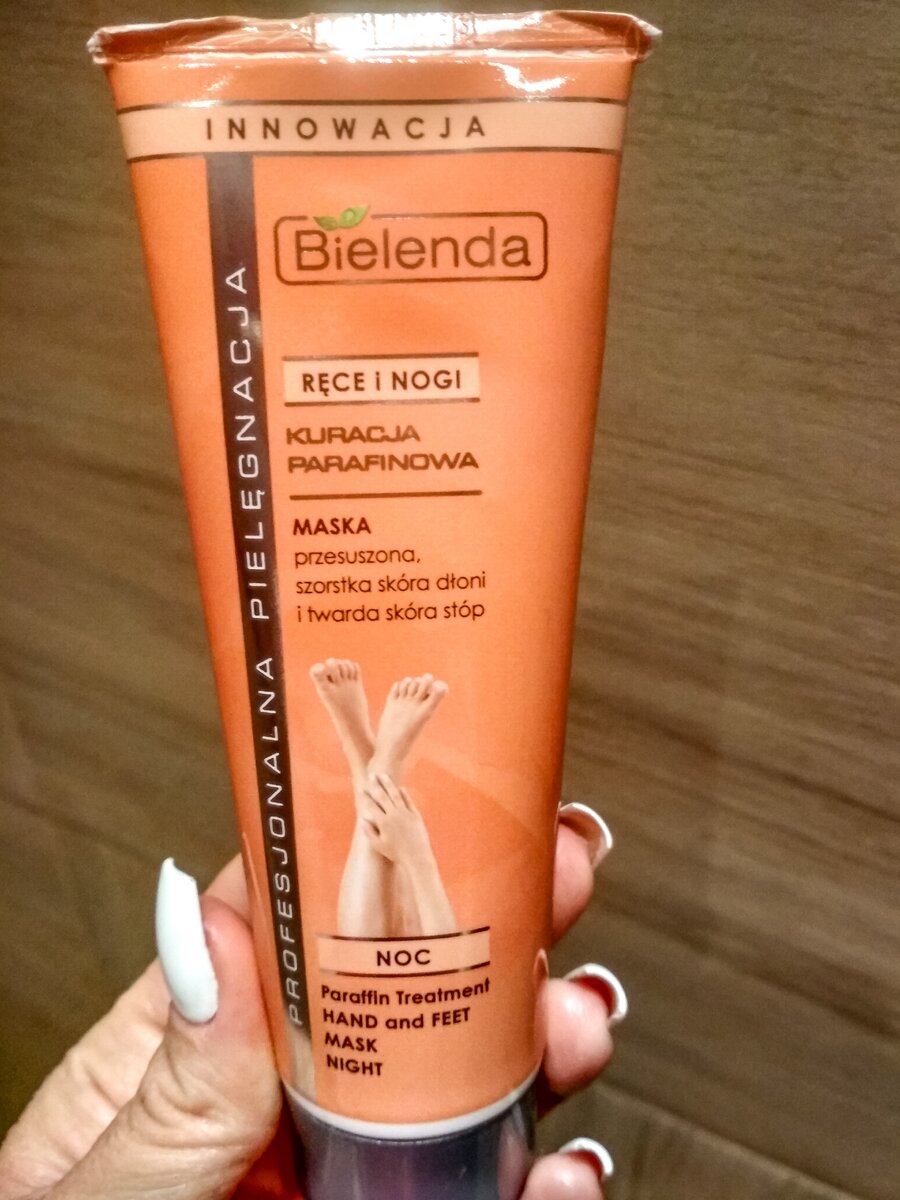 INNOWACJA
Bielenda
PROFESJONALNA PIELĘGNACJA
RĘCE i NOGI
KURACJA
PARAFINOWA
MASKA
przesuszona,
szorstka skóra dłoni
i twarda skóra stóp
NOC
Paraffin Treatment
HAND and FEET
MASK
NIGHT